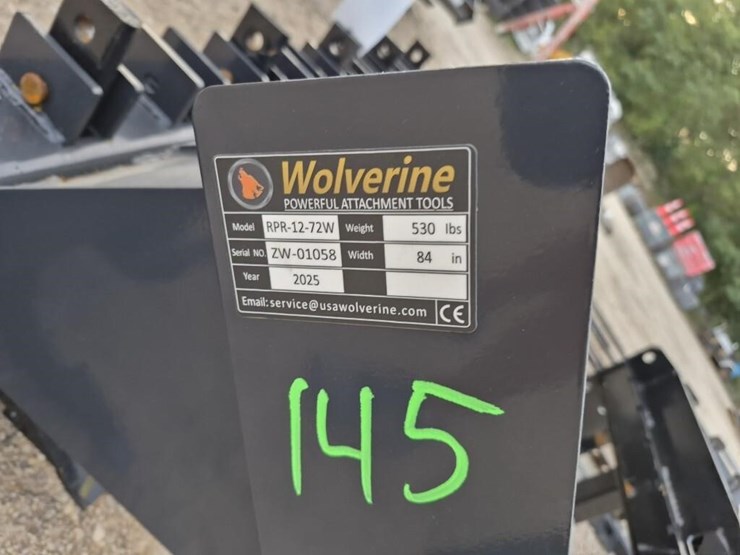 Wolverine
POWERFUL ATTACHMENT TOOLS
Model RPR-12-72W Weight 530 lbs
Serial NO. ZW-01058 Width 84 in
Year 2025
Email: service@usawolverine.com CE
145